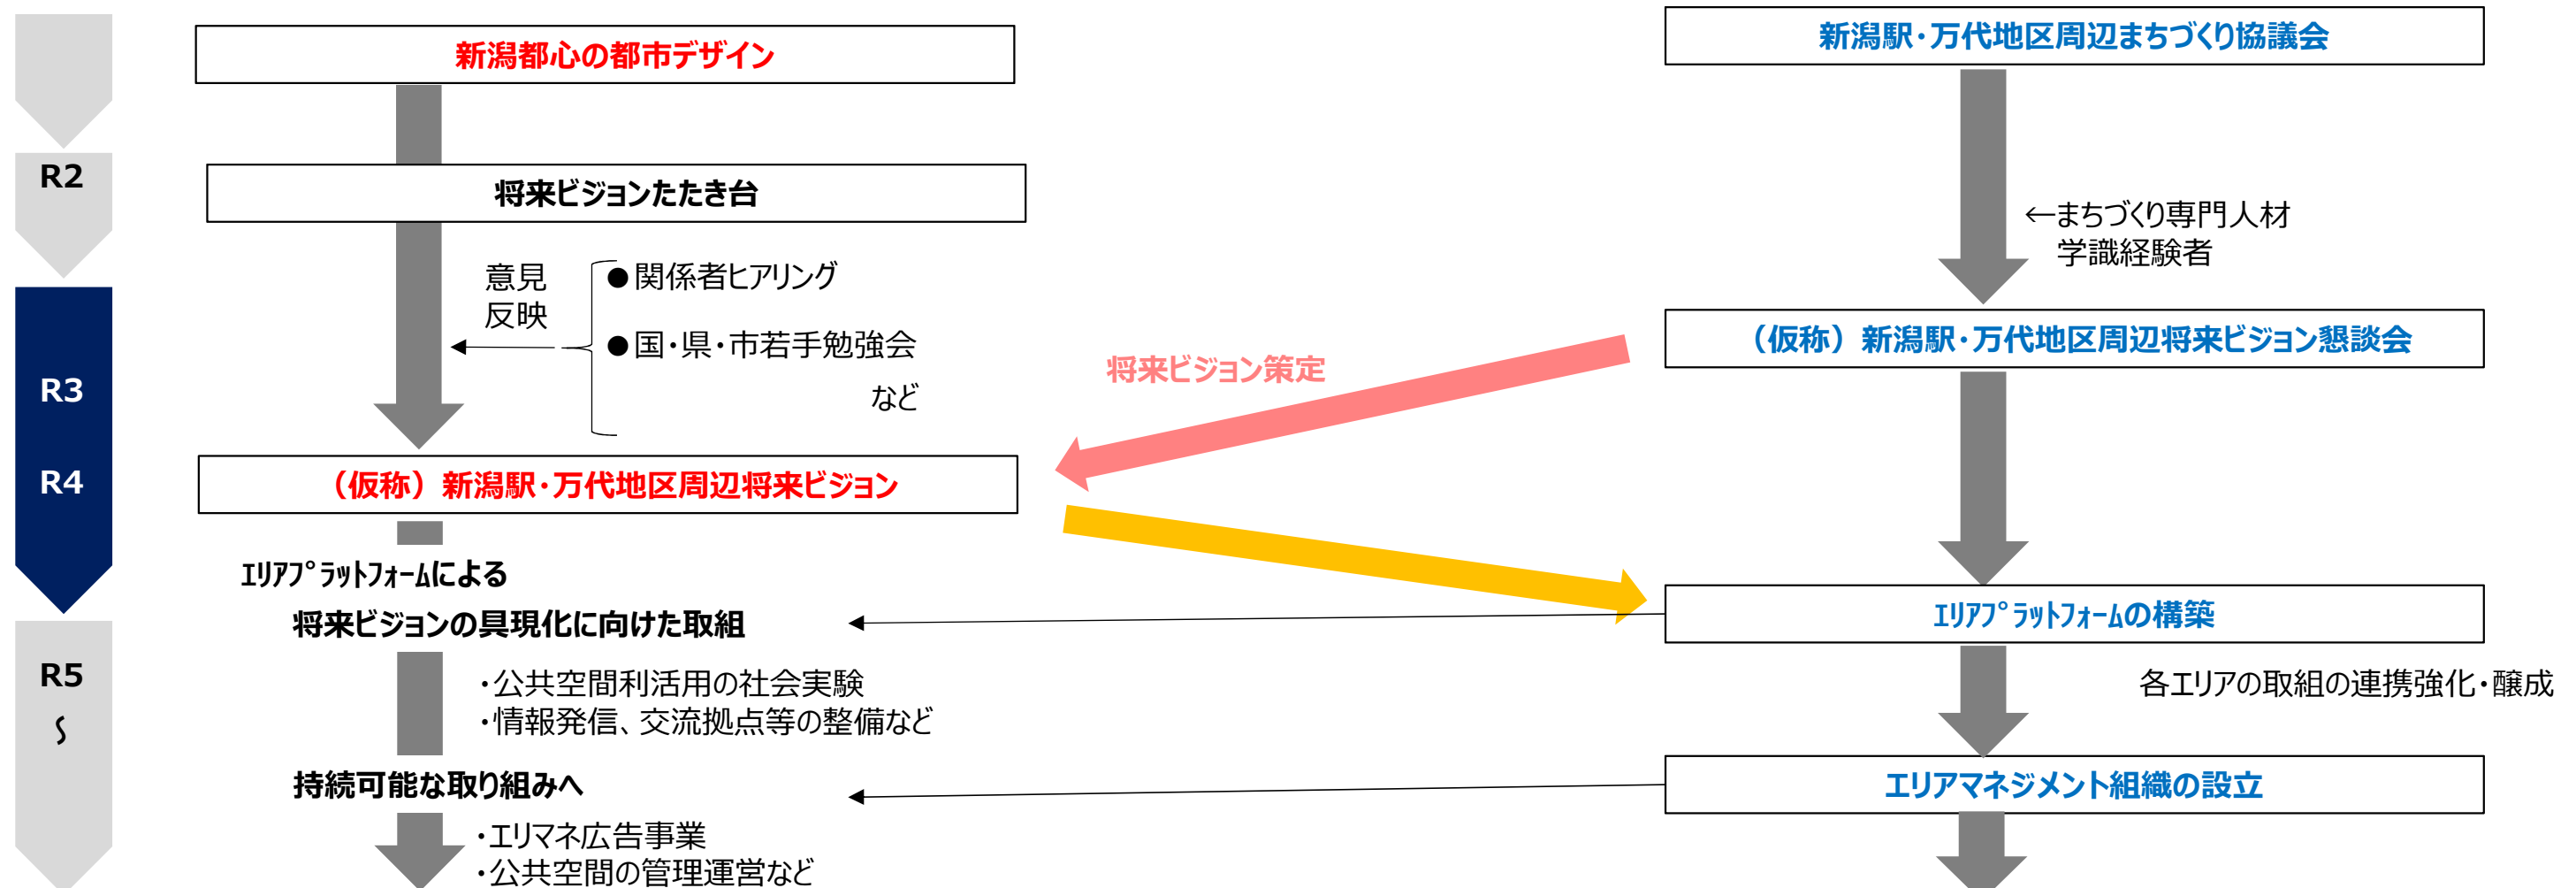 新潟都心の都市デザイン
新潟駅・万代地区周辺まちづくり協議会
R2
将来ビジョンたたき台
←まちづくり専門人材
学識経験者
意見
反映
●関係者ヒアリング
●国・県・市若手勉強会
など
R3
R4
将来ビジョン策定
（仮称）新潟駅・万代地区周辺将来ビジョン懇談会
（仮称）新潟駅・万代地区周辺将来ビジョン
ｴﾘｱﾌﾟﾗｯﾄﾌｫｰﾑによる
将来ビジョンの具現化に向けた取組
ｴﾘｱﾌﾟﾗｯﾄﾌｫｰﾑの構築
R5
～
・公共空間利活用の社会実験
・情報発信、交流拠点等の整備など
各エリアの取組の連携強化・醸成
持続可能な取り組みへ
エリアマネジメント組織の設立
・エリマネ広告事業
・公共空間の管理運営など